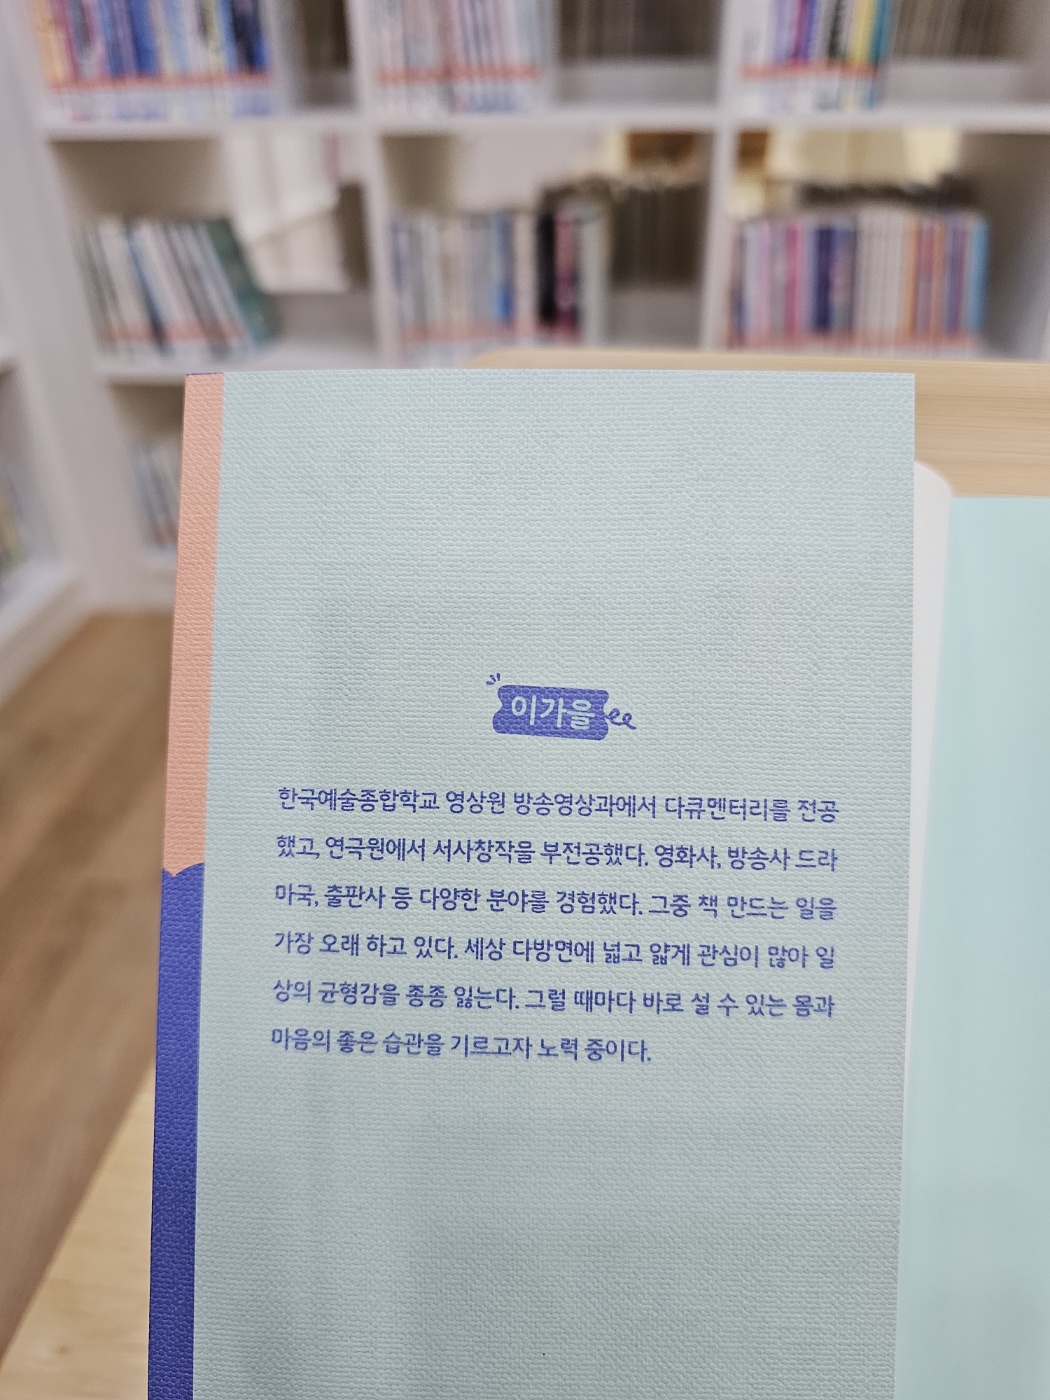 이가을
한국예술종합학교 영상원 방송영상과에서 다큐멘터리를 전공
했고, 연극원에서 서사창작을 부전공했다. 영화사, 방송사 드라
마국, 출판사 등 다양한 분야를 경험했다. 그중 책 만드는 일을
가장 오래 하고 있다. 세상 다방면에 넓고 얇게 관심이 많아 일
상의 균형감을 종종 잃는다. 그럴 때마다 바로 설 수 있는 몸과
마음의 좋은 습관을 기르고자 노력 중이다.